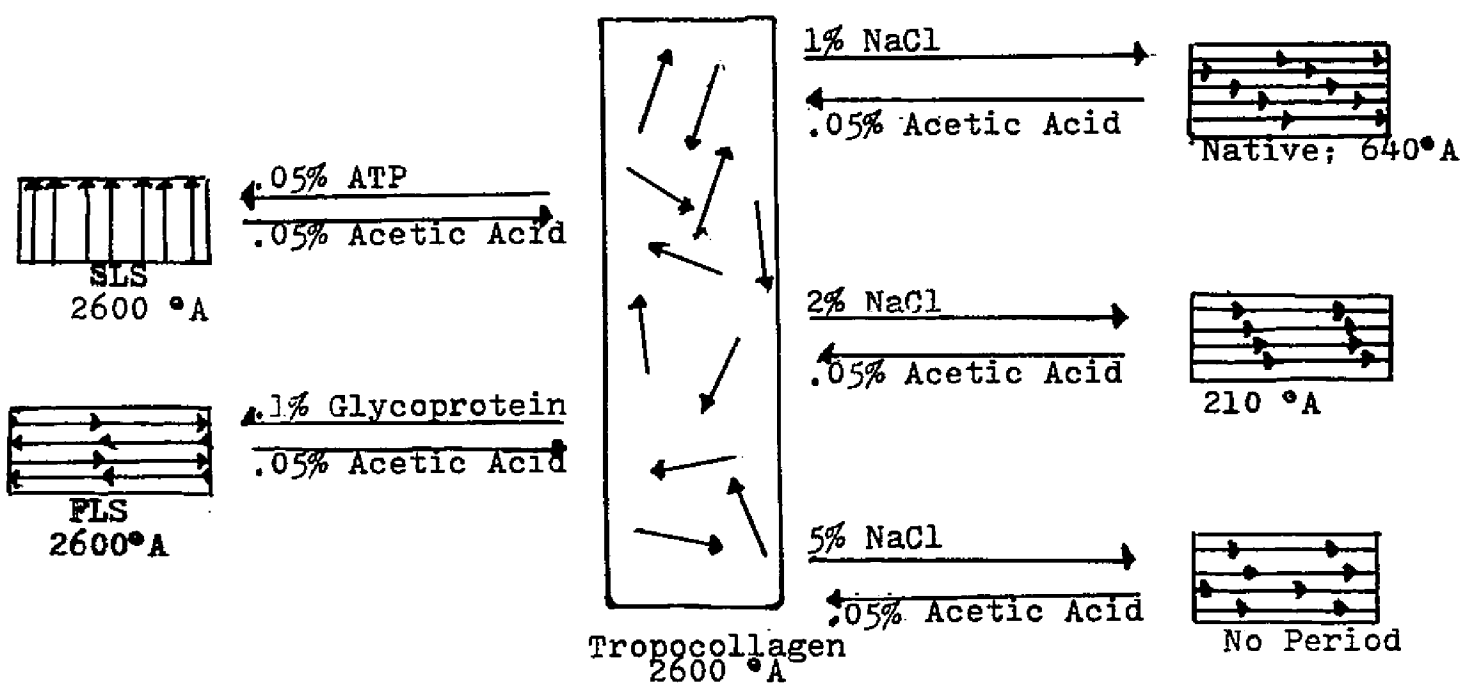 1% NaCl
.05% Acetic Acid
Native; 640°A
.05% ATP
.05% Acetic Acid
SLS
2600 °A
2% NaCl
.05% Acetic Acid
210 °A
.1% Glycoprotein
.05% Acetic Acid
FLS
2600°A
5% NaCl
.05% Acetic Acid
No Period
Tropocollagen
2600 °A